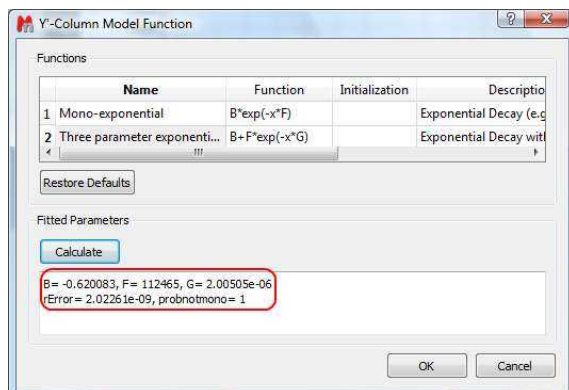 Y'-Column Model Function
Functions
Name Function Initialization Descriptio
1 Mono-exponential B*exp(-x*F) Exponential Decay (e.g
2 Three parameter exponenti... B+F*exp(-x*G) Exponential Decay witl
Restore Defaults
Fitted Parameters
Calculate
B= -0.620083, F= 112465, G= 2.00505e-06
rError= 2.02261e-09, probnotmono= 1
OK Cancel